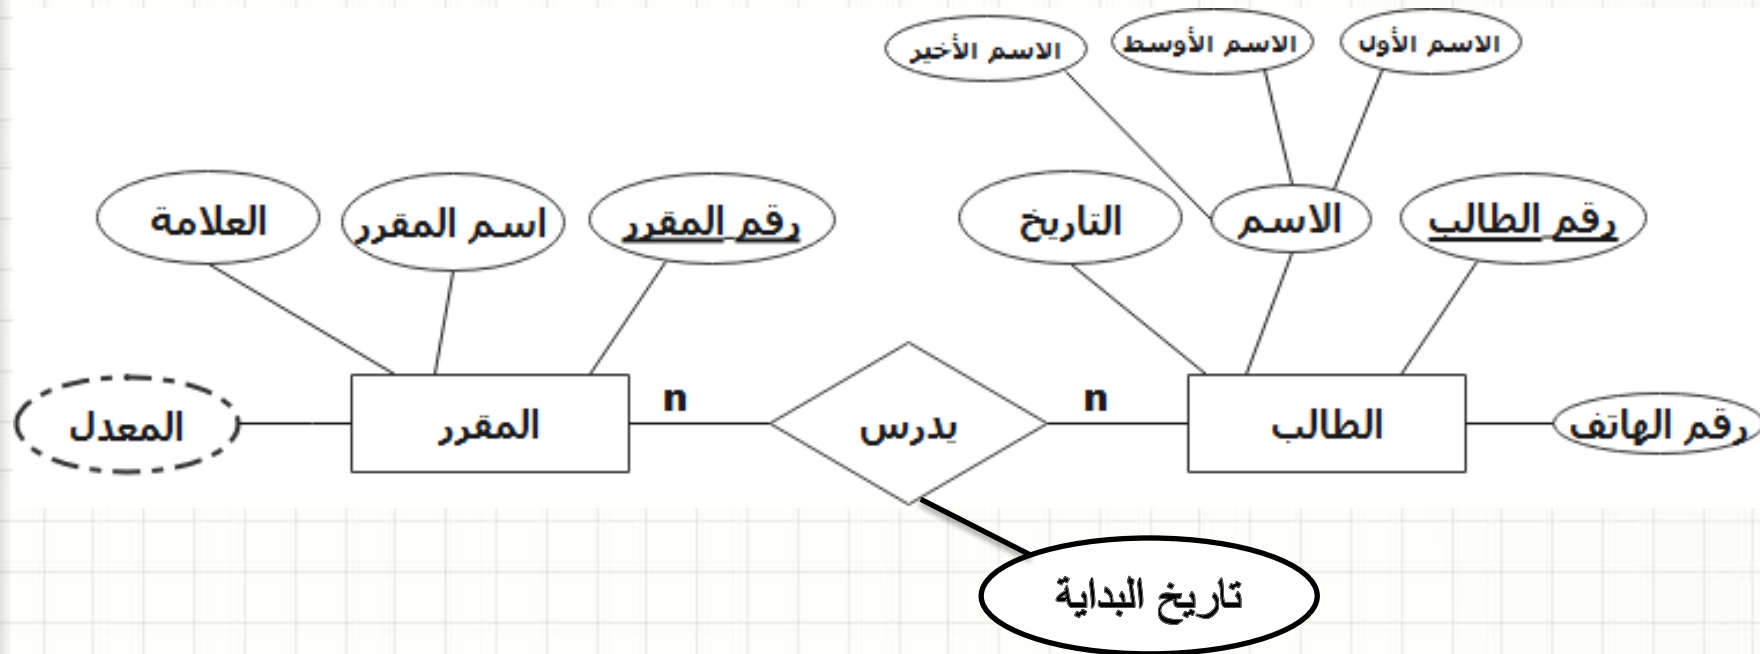 الاسم الأول
الاسم الأوسط
الاسم الأخير
رقم الطالب
الاسم
التاريخ
رقم المقرر
اسم المقرر
العلامة
رقم الهاتف
الطالب
n
يدرس
n
المقرر
المعدل
تاريخ البداية